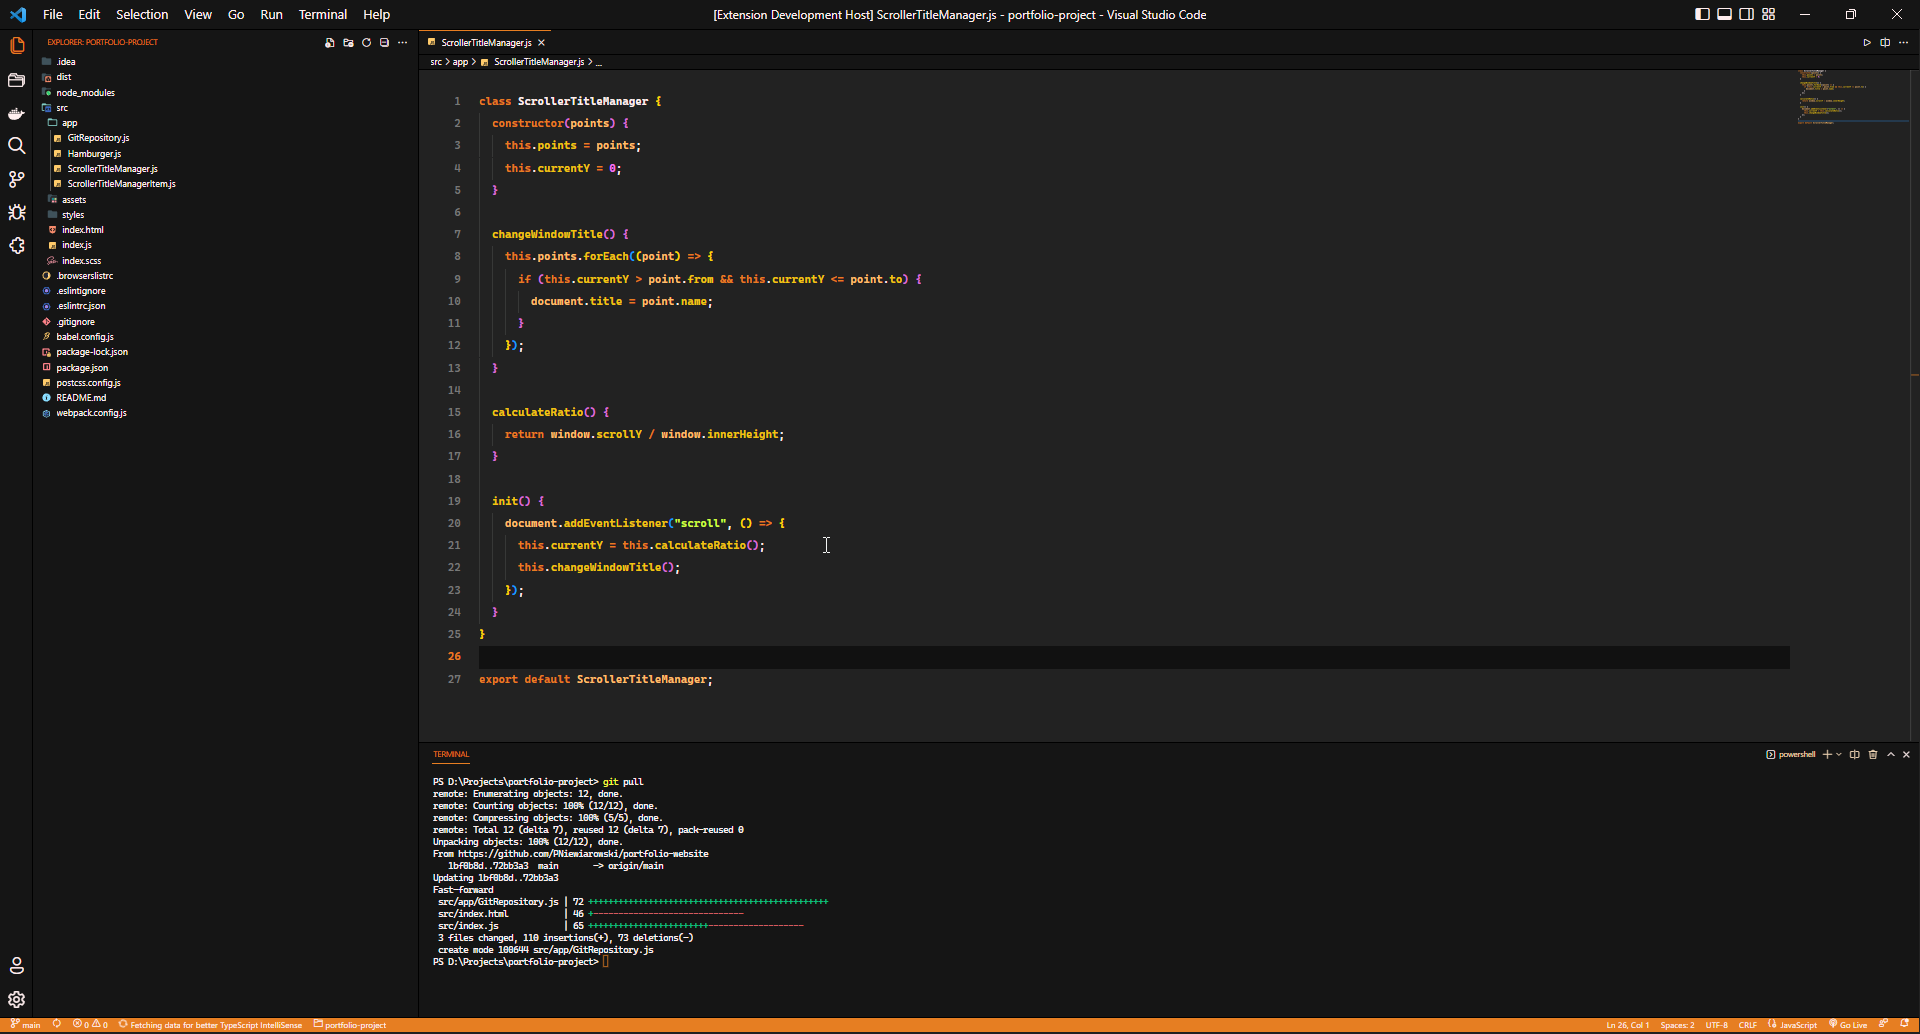 File Edit Selection View Go Run Terminal Help
[Extension Development Host] ScrollerTitleManager.js - portfolio-project - Visual Studio Code
EXPLORER: PORTFOLIO-PROJECT
.idea
dist
node_modules
src
app
GitRepository.js
Hamburger.js
ScrollerTitleManager.js
ScrollerTitleManagerItem.js
assets
styles
index.html
index.js
index.scss
.browserslistrc
.eslintignore
.eslintrc.json
.gitignore
babel.config.js
package-lock.json
package.json
postcss.config.js
README.md
webpack.config.js
ScrollerTitleManager.js
src > app > ScrollerTitleManager.js > ...
1 class ScrollerTitleManager {
2 constructor(points) {
3 this.points = points;
4 this.currentY = 0;
5 }
6
7 changeWindowTitle() {
8 this.points.forEach((point) => {
9 if (this.currentY > point.from && this.currentY <= point.to) {
10 document.title = point.name;
11 }
12 });
13 }
14
15 calculateRatio() {
16 return window.scrollY / window.innerHeight;
17 }
18
19 init() {
20 document.addEventListener("scroll", () => {
21 this.currentY = this.calculateRatio();
22 this.changeWindowTitle();
23 });
24 }
25 }
26
27 export default ScrollerTitleManager;
TERMINAL
powershell
PS D:\Projects\portfolio-project> git pull
remote: Enumerating objects: 12, done.
remote: Counting objects: 100% (12/12), done.
remote: Compressing objects: 100% (5/5), done.
remote: Total 12 (delta 7), reused 12 (delta 7), pack-reused 0
Unpacking objects: 100% (12/12), done.
From https://github.com/PNiewiarowski/portfolio-website
1bf0b8d..72bb3a3 main -> origin/main
Updating 1bf0b8d..72bb3a3
Fast-forward
src/app/GitRepository.js | 72 ++++++++++++++++++++++++++++++++++++++++++++++++
src/index.html | 46 +------------------------------
src/index.js | 65 ++++++++++++++++++++++++-------------------
3 files changed, 110 insertions(+), 73 deletions(-)
create mode 100644 src/app/GitRepository.js
PS D:\Projects\portfolio-project>
main 0 0 Fetching data for better TypeScript IntelliSense portfolio-project
Ln 26, Col 1 Spaces: 2 UTF-8 CRLF JavaScript Go Live